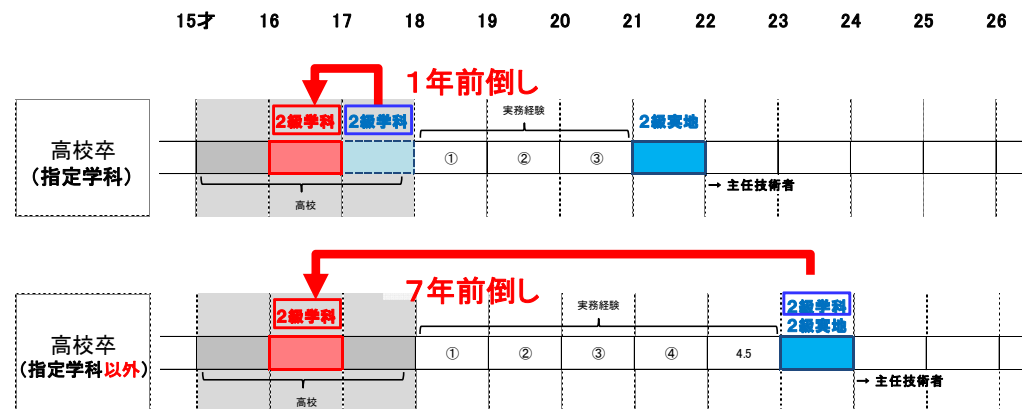 15才 16 17 18 19 20 21 22 23 24 25 26
1年前倒し
高校卒
(指定学科)
2級学科
2級学科
実務経験
2級実地
①
②
③
→ 主任技術者
高校
7年前倒し
高校卒
(指定学科以外)
2級学科
実務経験
2級学科
2級実地
①
②
③
④
4.5
→ 主任技術者
高校